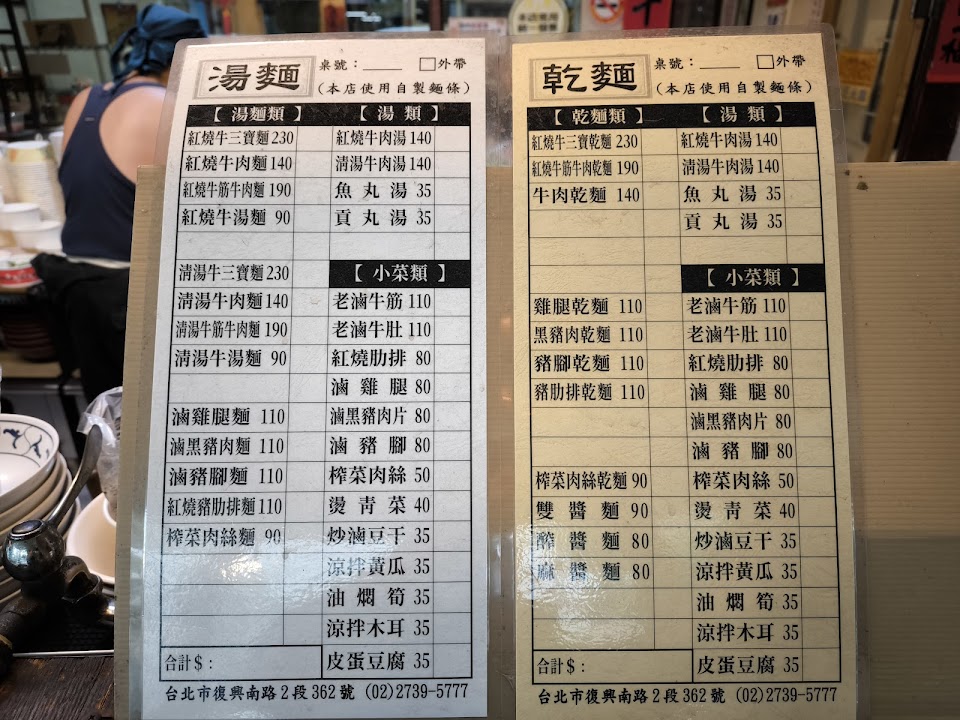 湯麵 桌號：____ □外帶
（本店使用自製麵條）
【湯麵類】 【湯類】
紅燒牛三寶麵 230 紅燒牛肉湯 140
紅燒牛肉麵 140 清湯牛肉湯 140
紅燒牛筋牛肉麵 190 魚丸湯 35
紅燒牛湯麵 90 貢丸湯 35
清湯牛三寶麵 230 【小菜類】
清湯牛肉麵 140 老滷牛筋 110
清湯牛筋牛肉麵 190 老滷牛肚 110
清湯牛湯麵 90 紅燒肋排 80
滷雞腿 80
滷雞腿麵 110 滷黑豬肉片 80
滷黑豬肉麵 110 滷豬腳 80
滷豬腳麵 110 榨菜肉絲 50
紅燒豬肋排麵 110 燙青菜 40
榨菜肉絲麵 90 炒滷豆干 35
涼拌黃瓜 35
油燜筍 35
涼拌木耳 35
合計$： 皮蛋豆腐 35
台北市復興南路2段362號 (02)2739-5777
乾麵 桌號：____ □外帶
（本店使用自製麵條）
【乾麵類】 【湯類】
紅燒牛三寶乾麵 230 紅燒牛肉湯 140
紅燒牛筋牛肉乾麵 190 清湯牛肉湯 140
牛肉乾麵 140 魚丸湯 35
貢丸湯 35
【小菜類】
雞腿乾麵 110 老滷牛筋 110
黑豬肉乾麵 110 老滷牛肚 110
豬腳乾麵 110 紅燒肋排 80
豬肋排乾麵 110 滷雞腿 80
滷黑豬肉片 80
滷豬腳 80
榨菜肉絲乾麵 90 榨菜肉絲 50
雙醬麵 90 燙青菜 40
酢醬麵 80 炒滷豆干 35
麻醬麵 80 涼拌黃瓜 35
油燜筍 35
涼拌木耳 35
合計$： 皮蛋豆腐 35
台北市復興南路2段362號 (02)2739-5777